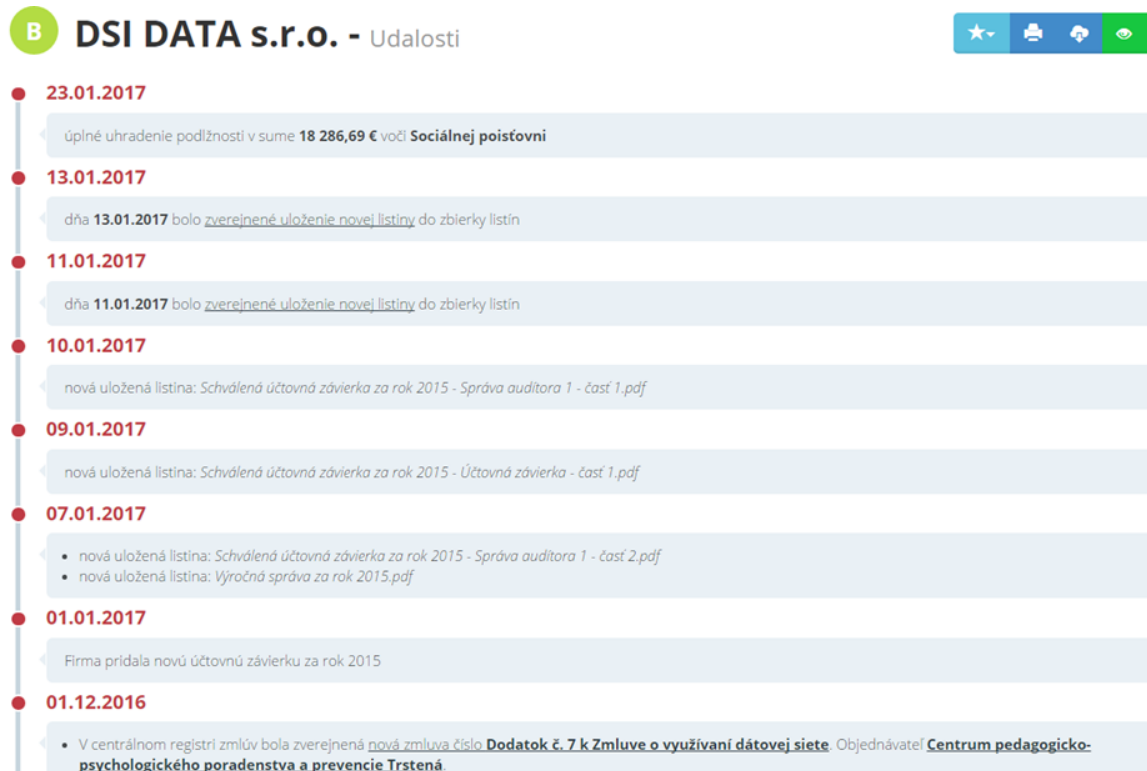 B DSI DATA s.r.o. - Udalosti
23.01.2017
úplné uhradenie podlžnosti v sume 18 286,69 € voči Sociálnej poisťovni
13.01.2017
dňa 13.01.2017 bolo zverejnené uloženie novej listiny do zbierky listín
11.01.2017
dňa 11.01.2017 bolo zverejnené uloženie novej listiny do zbierky listín
10.01.2017
nová uložená listina: Schválená účtovná závierka za rok 2015 - Správa audítora 1 - časť 1.pdf
09.01.2017
nová uložená listina: Schválená účtovná závierka za rok 2015 - Účtovná závierka - časť 1.pdf
07.01.2017
• nová uložená listina: Schválená účtovná závierka za rok 2015 - Správa audítora 1 - časť 2.pdf
• nová uložená listina: Výročná správa za rok 2015.pdf
01.01.2017
Firma pridala novú účtovnú závierku za rok 2015
01.12.2016
• V centrálnom registri zmlúv bola zverejnená nová zmluva číslo Dodatok č. 7 k Zmluve o využívaní dátovej siete. Objednávateľ Centrum pedagogicko-
psychologického poradenstva a prevencie Trstená.